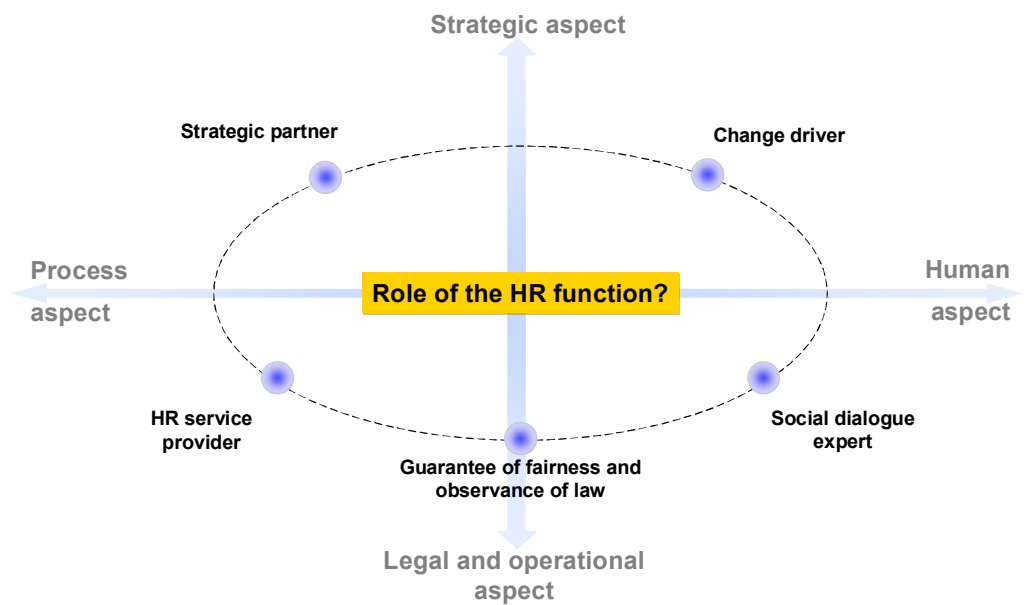 Strategic aspect
Strategic partner
Change driver
Process
aspect
Role of the HR function?
Human
aspect
HR service
provider
Social dialogue
expert
Guarantee of fairness and
observance of law
Legal and operational
aspect